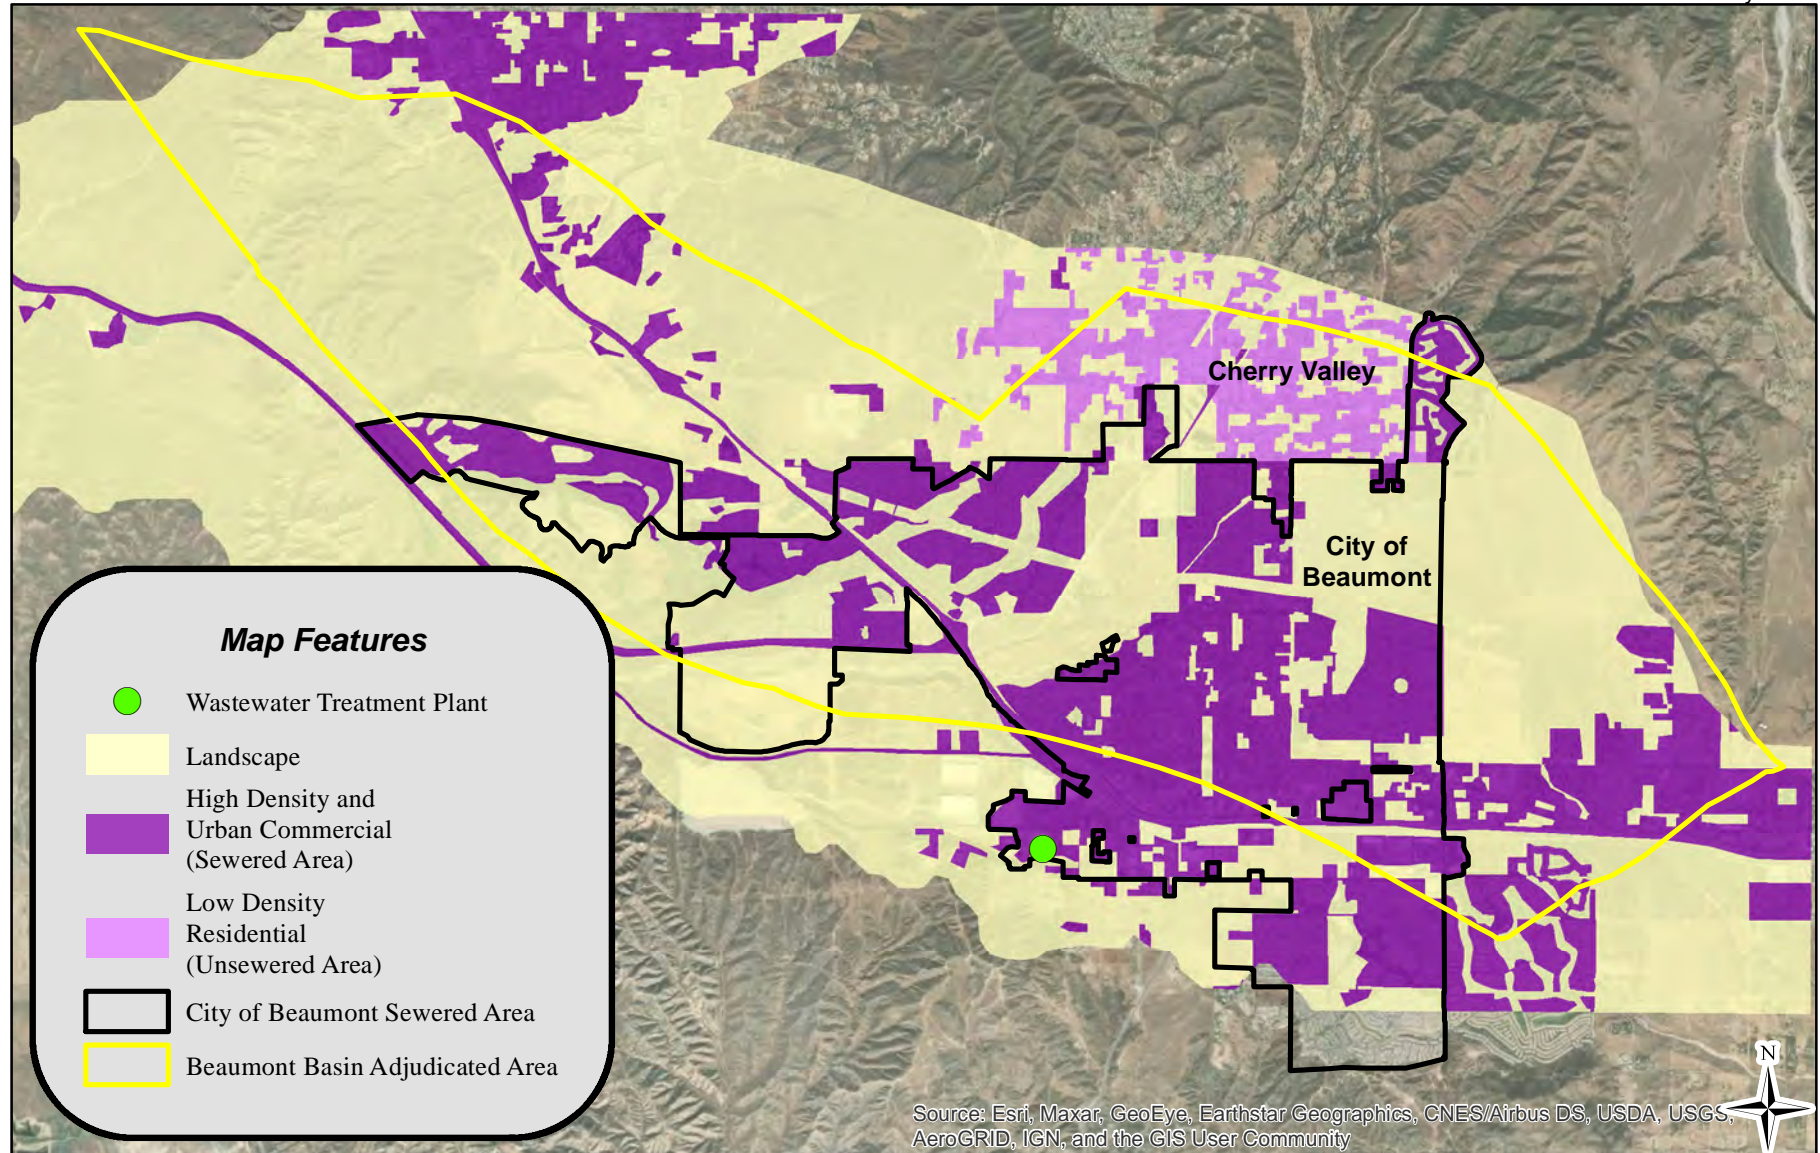 Cherry Valley
City of
Beaumont
Map Features
Wastewater Treatment Plant
Landscape
High Density and
Urban Commercial
(Sewered Area)
Low Density
Residential
(Unsewered Area)
City of Beaumont Sewered Area
Beaumont Basin Adjudicated Area
N
Source: Esri, Maxar, GeoEye, Earthstar Geographics, CNES/Airbus DS, USDA, USGS,
AeroGRID, IGN, and the GIS User Community